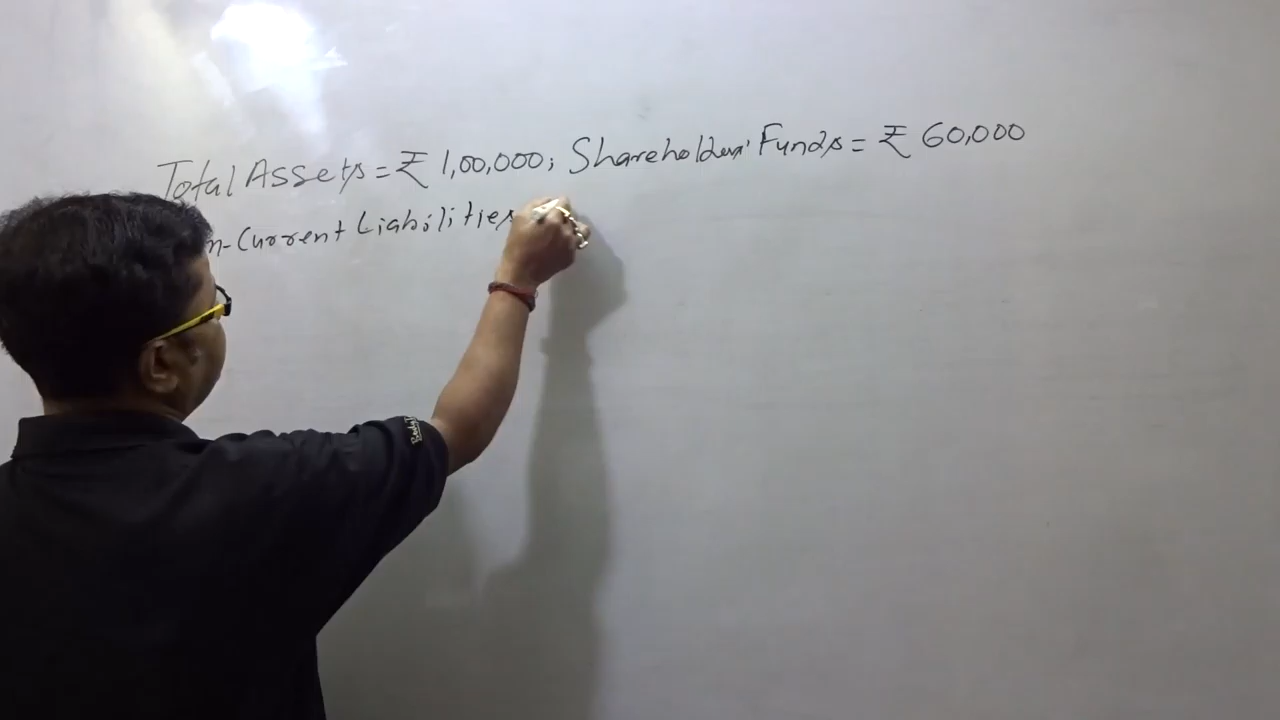 Total Assets = ₹ 1,00,000; Shareholders' Funds = ₹ 60,000
n-Current Liabilities